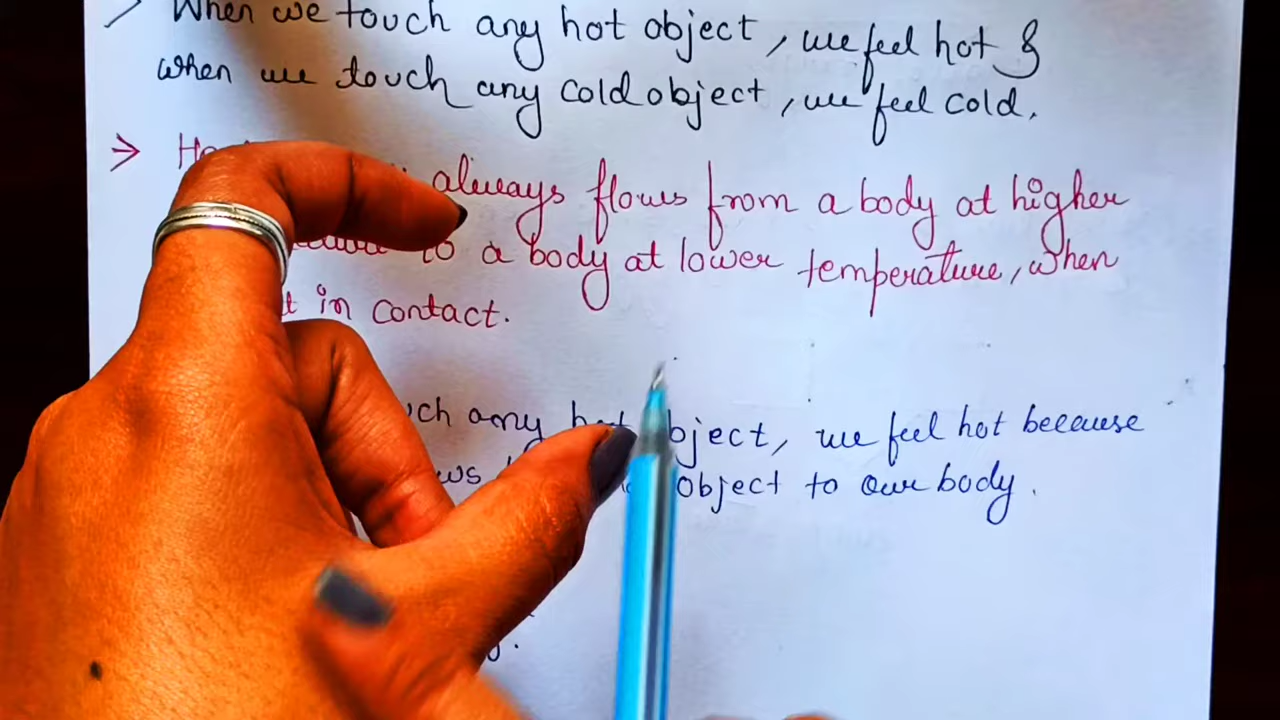 When we touch any hot object, we feel hot &
when we touch any cold object, we feel cold.
always flows from a body at higher
to a body at lower temperature, when
in contact.
any hot object, we feel hot because
object to our body.